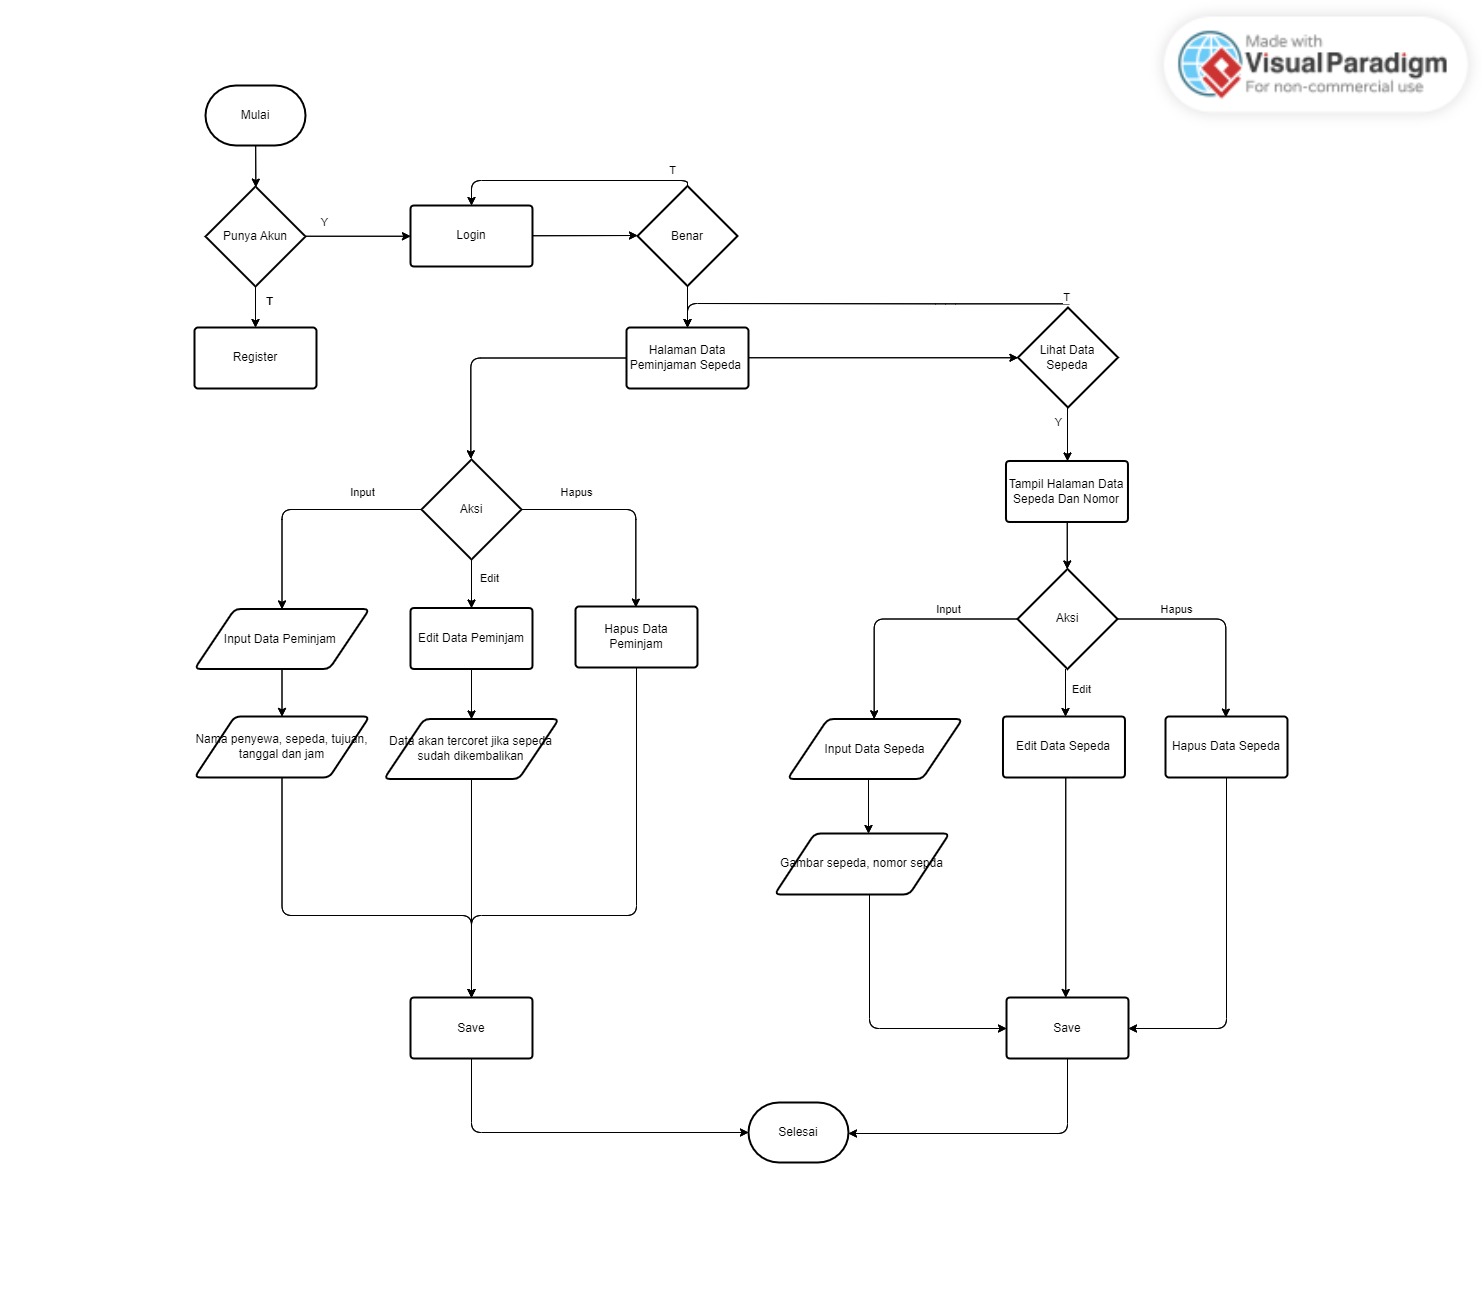 Made with
Visual Paradigm
For non-commercial use
Mulai
T
Y
Punya Akun
Login
Benar
T
T
Register
Halaman Data
Peminjaman Sepeda
Lihat Data
Sepeda
Y
Input
Hapus
Aksi
Tampil Halaman Data
Sepeda Dan Nomor
Edit
Input
Hapus
Aksi
Input Data Peminjam
Edit Data Peminjam
Hapus Data
Peminjam
Edit
Nama penyewa, sepeda, tujuan,
tanggal dan jam
Data akan tercoret jika sepeda
sudah dikembalikan
Input Data Sepeda
Edit Data Sepeda
Hapus Data Sepeda
Gambar sepeda, nomor sepda
Save
Save
Selesai